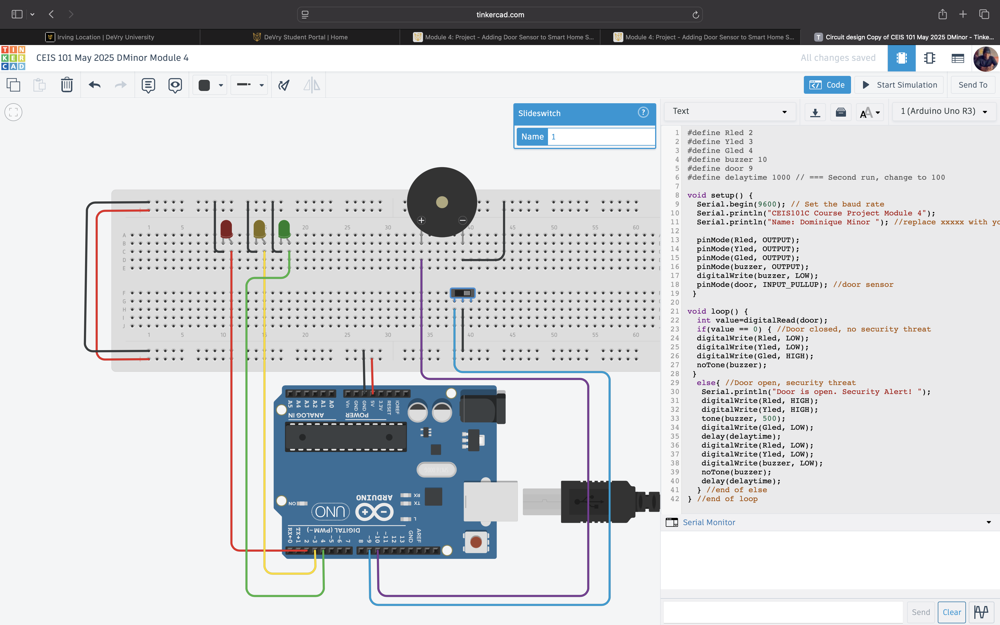 tinkercad.com
Irving Location | DeVry University
DeVry Student Portal | Home
Module 4: Project - Adding Door Sensor to Smart Home S...
Module 4: Project - Adding Door Sensor to Smart Home S...
T
Circuit design Copy of CEIS 101 May 2025 DMinor - Tinke...
TIN
KER
CAD
CEIS 101 May 2025 DMinor Module 4
All changes saved
Code
Start Simulation
Send To
Slideswitch
?
Name 1
Text
AA
1 (Arduino Uno R3)
1 #define Rled 2
2 #define Yled 3
3 #define Gled 4
4 #define buzzer 10
5 #define door 9
6 #define delaytime 1000 // === Second run, change to 100
7
8 void setup() {
9 Serial.begin(9600); // Set the baud rate
10 Serial.println("CEIS101C Course Project Module 4");
11 Serial.println("Name: Dominique Minor "); //replace xxxxx with yo
12
13 pinMode(Rled, OUTPUT);
14 pinMode(Yled, OUTPUT);
15 pinMode(Gled, OUTPUT);
16 pinMode(buzzer, OUTPUT);
17 digitalWrite(buzzer, LOW);
18 pinMode(door, INPUT_PULLUP); //door sensor
19 }
20
21 void loop() {
22 int value=digitalRead(door);
23 if(value == 0) { //Door closed, no security threat
24 digitalWrite(Rled, LOW);
25 digitalWrite(Yled, LOW);
26 digitalWrite(Gled, HIGH);
27 noTone(buzzer);
28 }
29 else{ //Door open, security threat
30 Serial.println("Door is open. Security Alert! ");
31 digitalWrite(Rled, HIGH);
32 digitalWrite(Yled, HIGH);
33 tone(buzzer, 500);
34 digitalWrite(Gled, LOW);
35 delay(delaytime);
36 digitalWrite(Rled, LOW);
37 digitalWrite(Yled, LOW);
38 digitalWrite(buzzer, LOW);
39 noTone(buzzer);
40 delay(delaytime);
41 } //end of else
42 } //end of loop
Serial Monitor
Send
Clear
+ −
1 5 20 25 30 40 45 50 55 60
A
B
C
D
E
F
G
H
I
J
1 5 10 15 20 25 30 35 40 45 50 55 60
A5 A4 A3 A2 A1 A0 Vin GND GND 5V 3.3V RESET IOREF
ANALOG IN POWER
RX
TX
L
ON
ARDUINO
UNO
DIGITAL (PWM~)
RX←0 TX→1 2 ~3 4 ~5 ~6 7 8 ~9 ~10 ~11 12 13 GND AREF